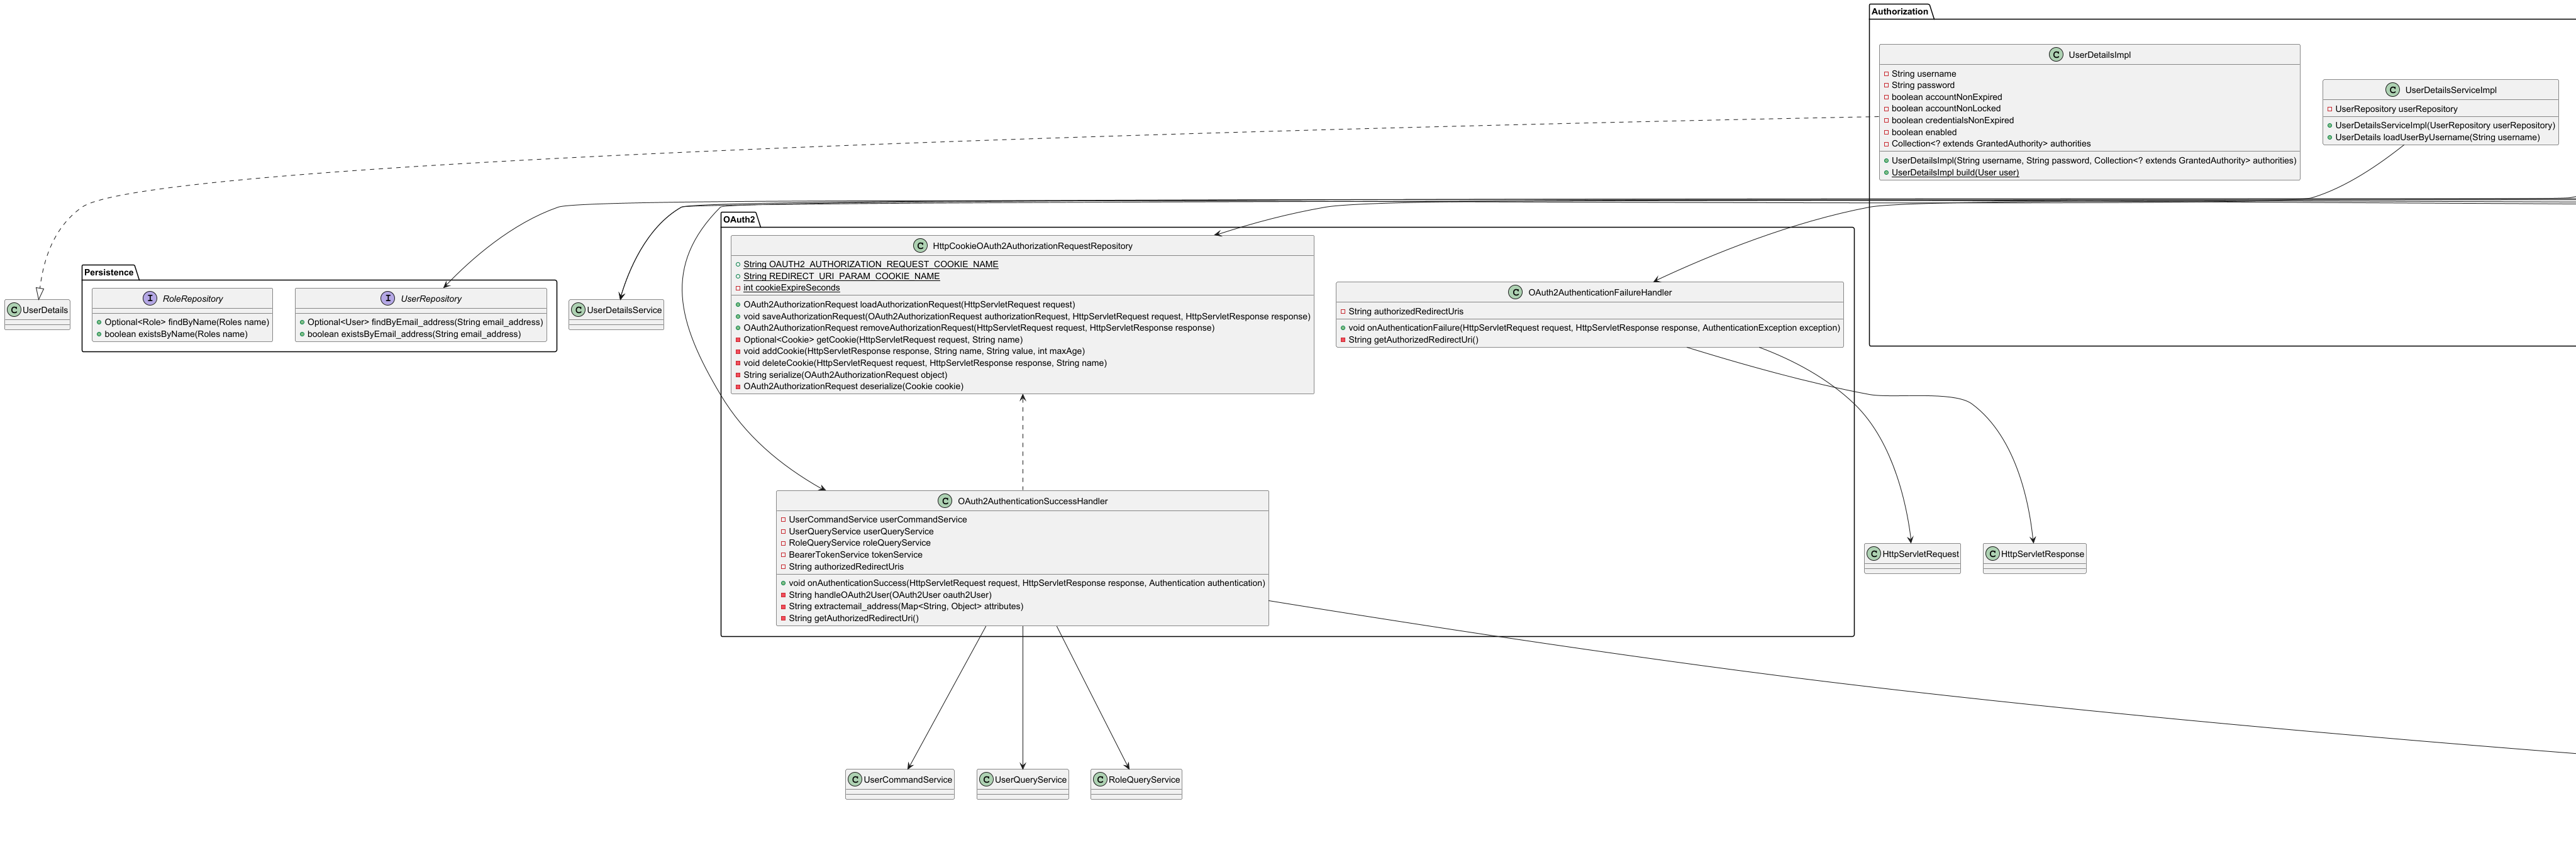 Authorization
UserDetailsImpl
String username
String password
boolean accountNonExpired
boolean accountNonLocked
boolean credentialsNonExpired
boolean enabled
Collection<? extends GrantedAuthority> authorities
UserDetailsImpl(String username, String password, Collection<? extends GrantedAuthority> authorities)
UserDetailsImpl build(User user)
UserDetailsServiceImpl
UserRepository userRepository
UserDetailsServiceImpl(UserRepository userRepository)
UserDetails loadUserByUsername(String username)
UserDetails
Persistence
RoleRepository
Optional<Role> findByName(Roles name)
boolean existsByName(Roles name)
UserRepository
Optional<User> findByEmail_address(String email_address)
boolean existsByEmail_address(String email_address)
UserDetailsService
OAuth2
HttpCookieOAuth2AuthorizationRequestRepository
String OAUTH2_AUTHORIZATION_REQUEST_COOKIE_NAME
String REDIRECT_URI_PARAM_COOKIE_NAME
int cookieExpireSeconds
OAuth2AuthorizationRequest loadAuthorizationRequest(HttpServletRequest request)
void saveAuthorizationRequest(OAuth2AuthorizationRequest authorizationRequest, HttpServletRequest request, HttpServletResponse response)
OAuth2AuthorizationRequest removeAuthorizationRequest(HttpServletRequest request, HttpServletResponse response)
Optional<Cookie> getCookie(HttpServletRequest request, String name)
void addCookie(HttpServletResponse response, String name, String value, int maxAge)
void deleteCookie(HttpServletRequest request, HttpServletResponse response, String name)
String serialize(OAuth2AuthorizationRequest object)
OAuth2AuthorizationRequest deserialize(Cookie cookie)
OAuth2AuthenticationFailureHandler
String authorizedRedirectUris
void onAuthenticationFailure(HttpServletRequest request, HttpServletResponse response, AuthenticationException exception)
String getAuthorizedRedirectUri()
OAuth2AuthenticationSuccessHandler
UserCommandService userCommandService
UserQueryService userQueryService
RoleQueryService roleQueryService
BearerTokenService tokenService
String authorizedRedirectUris
void onAuthenticationSuccess(HttpServletRequest request, HttpServletResponse response, Authentication authentication)
String handleOAuth2User(OAuth2User oauth2User)
String extractemail_address(Map<String, Object> attributes)
String getAuthorizedRedirectUri()
HttpServletRequest
HttpServletResponse
UserCommandService
UserQueryService
RoleQueryService